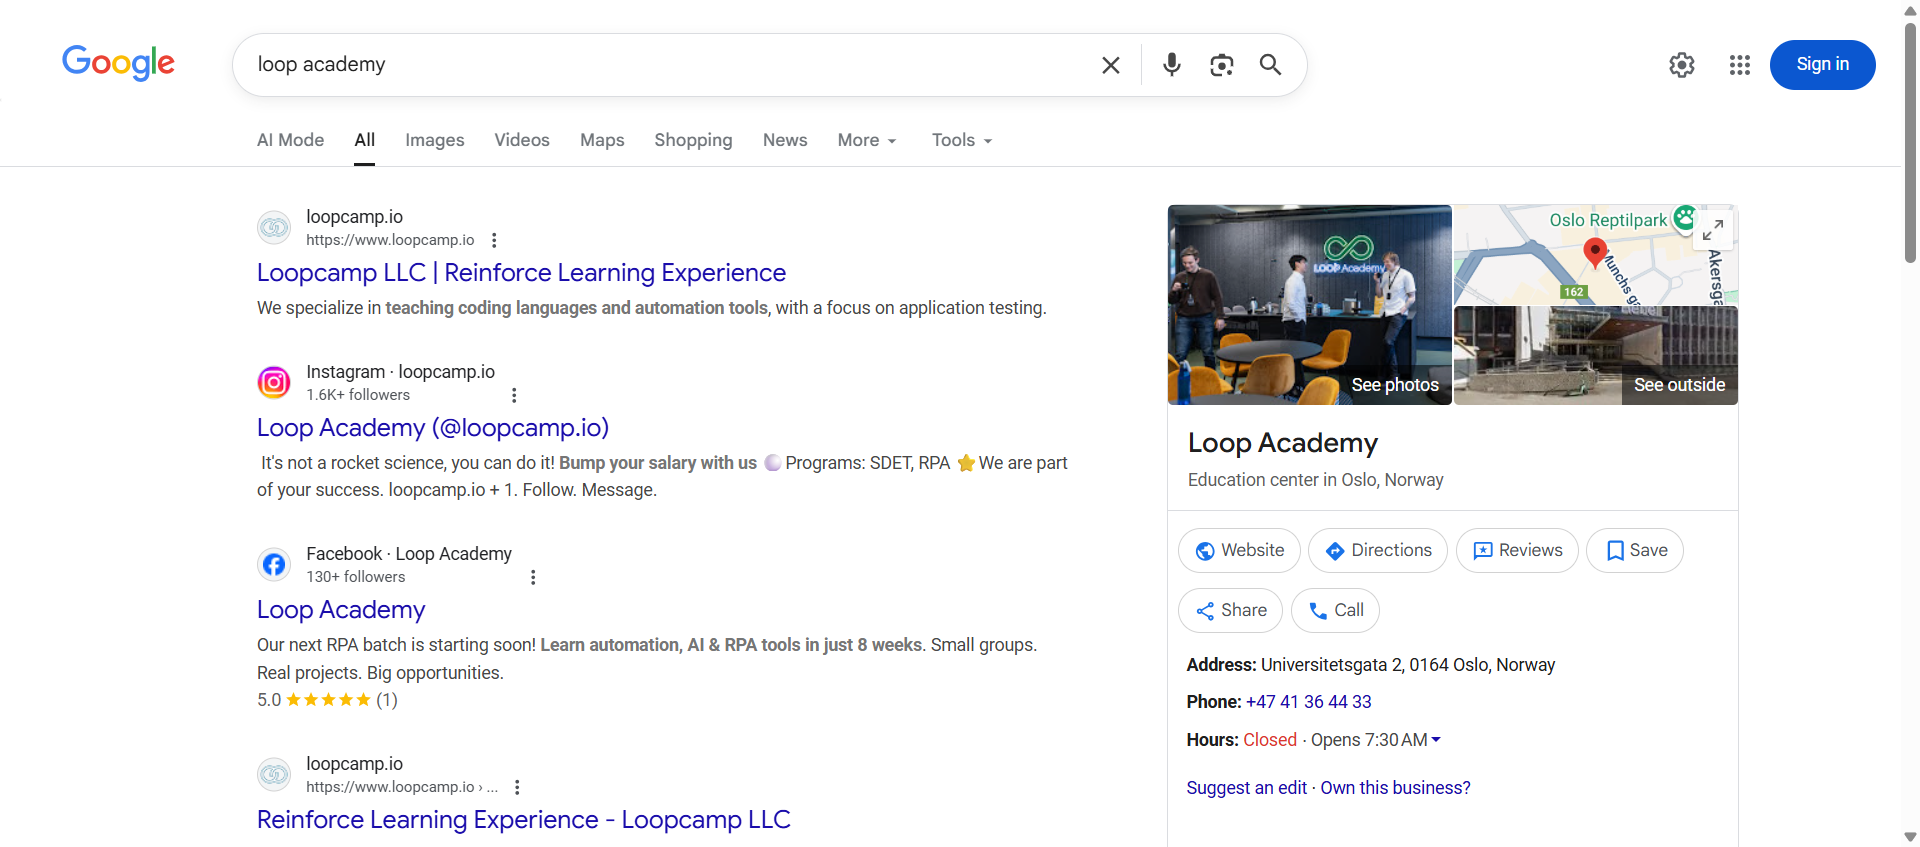 Google
loop academy
Sign in
AI Mode
All
Images
Videos
Maps
Shopping
News
More
Tools
loopcamp.io
https://www.loopcamp.io
Loopcamp LLC | Reinforce Learning Experience
We specialize in teaching coding languages and automation tools, with a focus on application testing.
Instagram · loopcamp.io
1.6K+ followers
Loop Academy (@loopcamp.io)
It's not a rocket science, you can do it! Bump your salary with us Programs: SDET, RPA ⭐ We are part
of your success. loopcamp.io + 1. Follow. Message.
Facebook · Loop Academy
130+ followers
Loop Academy
Our next RPA batch is starting soon! Learn automation, AI & RPA tools in just 8 weeks. Small groups.
Real projects. Big opportunities.
5.0 ★★★★★ (1)
loopcamp.io
https://www.loopcamp.io › ...
Reinforce Learning Experience - Loopcamp LLC
LOOP Academy
See photos
Oslo Reptilpark
Akersga
Munchs ga
162
See outside
Loop Academy
Education center in Oslo, Norway
Website
Directions
Reviews
Save
Share
Call
Address: Universitetsgata 2, 0164 Oslo, Norway
Phone: +47 41 36 44 33
Hours: Closed · Opens 7:30 AM
Suggest an edit · Own this business?